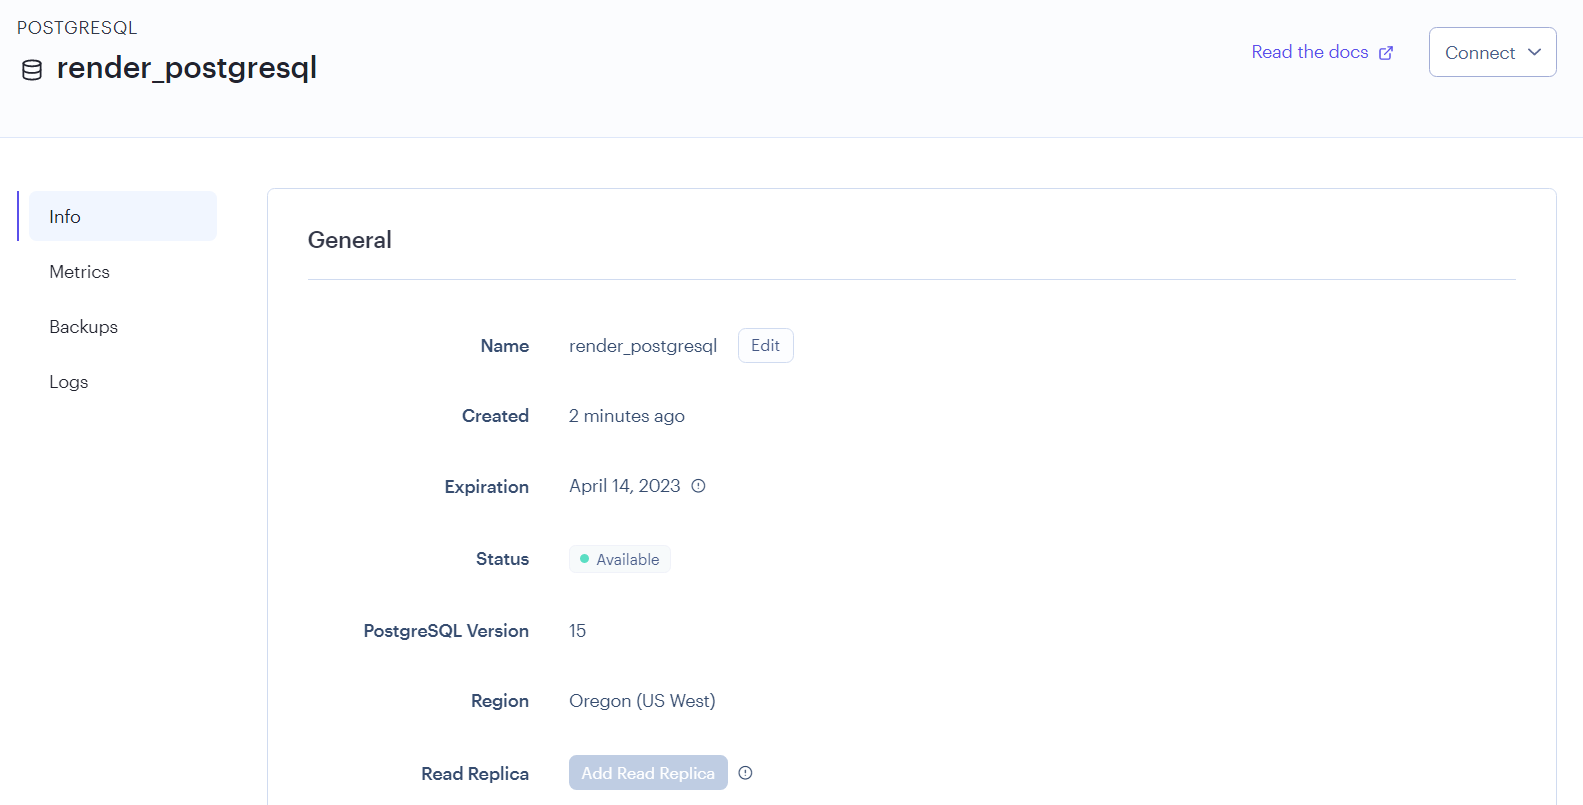 POSTGRESQL
render_postgresql
Read the docs
Connect
Info
Metrics
Backups
Logs
General
Name render_postgresql Edit
Created 2 minutes ago
Expiration April 14, 2023
Status Available
PostgreSQL Version 15
Region Oregon (US West)
Read Replica Add Read Replica